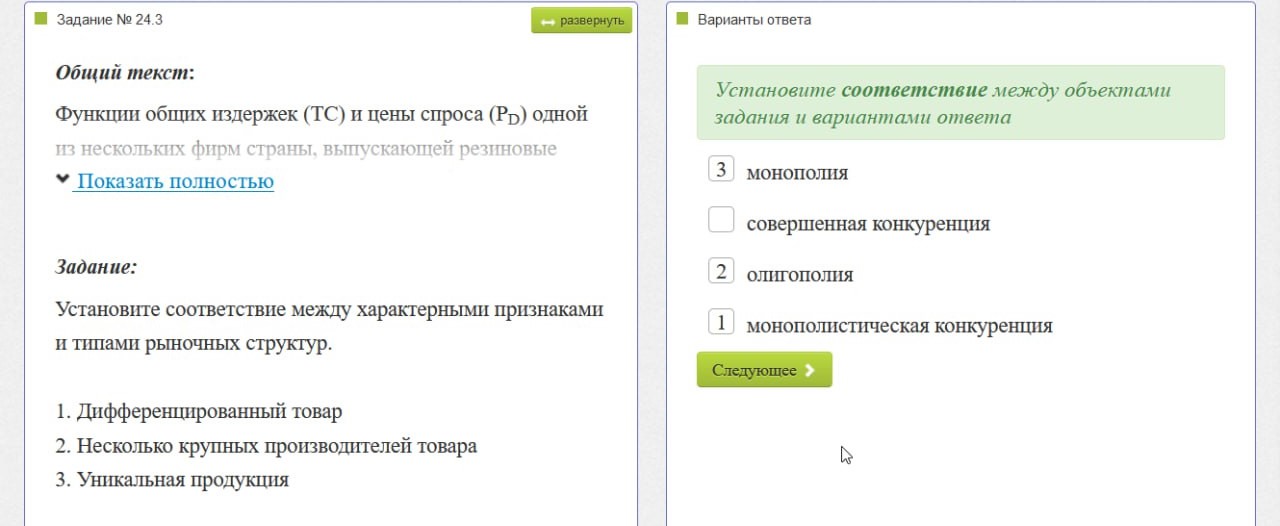 Задание № 24.3
развернуть
Общий текст:
Функции общих издержек (TC) и цены спроса (PD) одной
из нескольких фирм страны, выпускающей резиновые
Показать полностью
Задание:
Установите соответствие между характерными признаками
и типами рыночных структур.
1. Дифференцированный товар
2. Несколько крупных производителей товара
3. Уникальная продукция
Варианты ответа
Установите соответствие между объектами
задания и вариантами ответа
3 монополия
совершенная конкуренция
2 олигополия
1 монополистическая конкуренция
Следующее